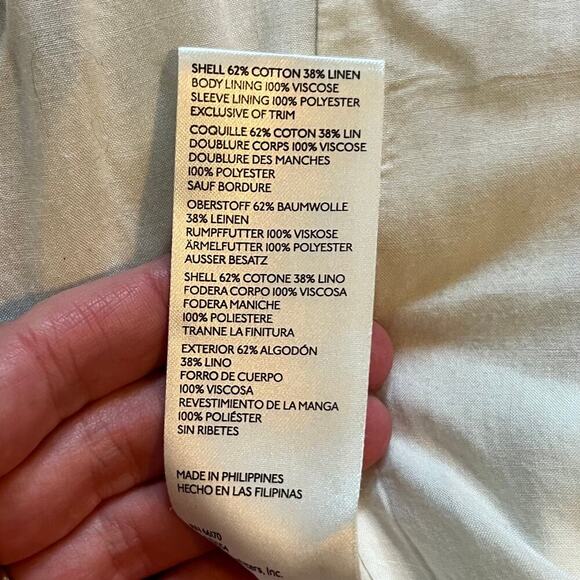 SHELL 62% COTTON 38% LINEN
BODY LINING 100% VISCOSE
SLEEVE LINING 100% POLYESTER
EXCLUSIVE OF TRIM
COQUILLE 62% COTON 38% LIN
DOUBLURE CORPS 100% VISCOSE
DOUBLURE DES MANCHES
100% POLYESTER
SAUF BORDURE
OBERSTOFF 62% BAUMWOLLE
38% LEINEN
RUMPFFUTTER 100% VISKOSE
ÄRMELFUTTER 100% POLYESTER
AUSSER BESATZ
SHELL 62% COTONE 38% LINO
FODERA CORPO 100% VISCOSA
FODERA MANICHE
100% POLIESTERE
TRANNE LA FINITURA
EXTERIOR 62% ALGODÓN
38% LINO
FORRO DE CUERPO
100% VISCOSA
REVESTIMIENTO DE LA MANGA
100% POLIÉSTER
SIN RIBETES
MADE IN PHILIPPINES
HECHO EN LAS FILIPINAS
6670
Inc.